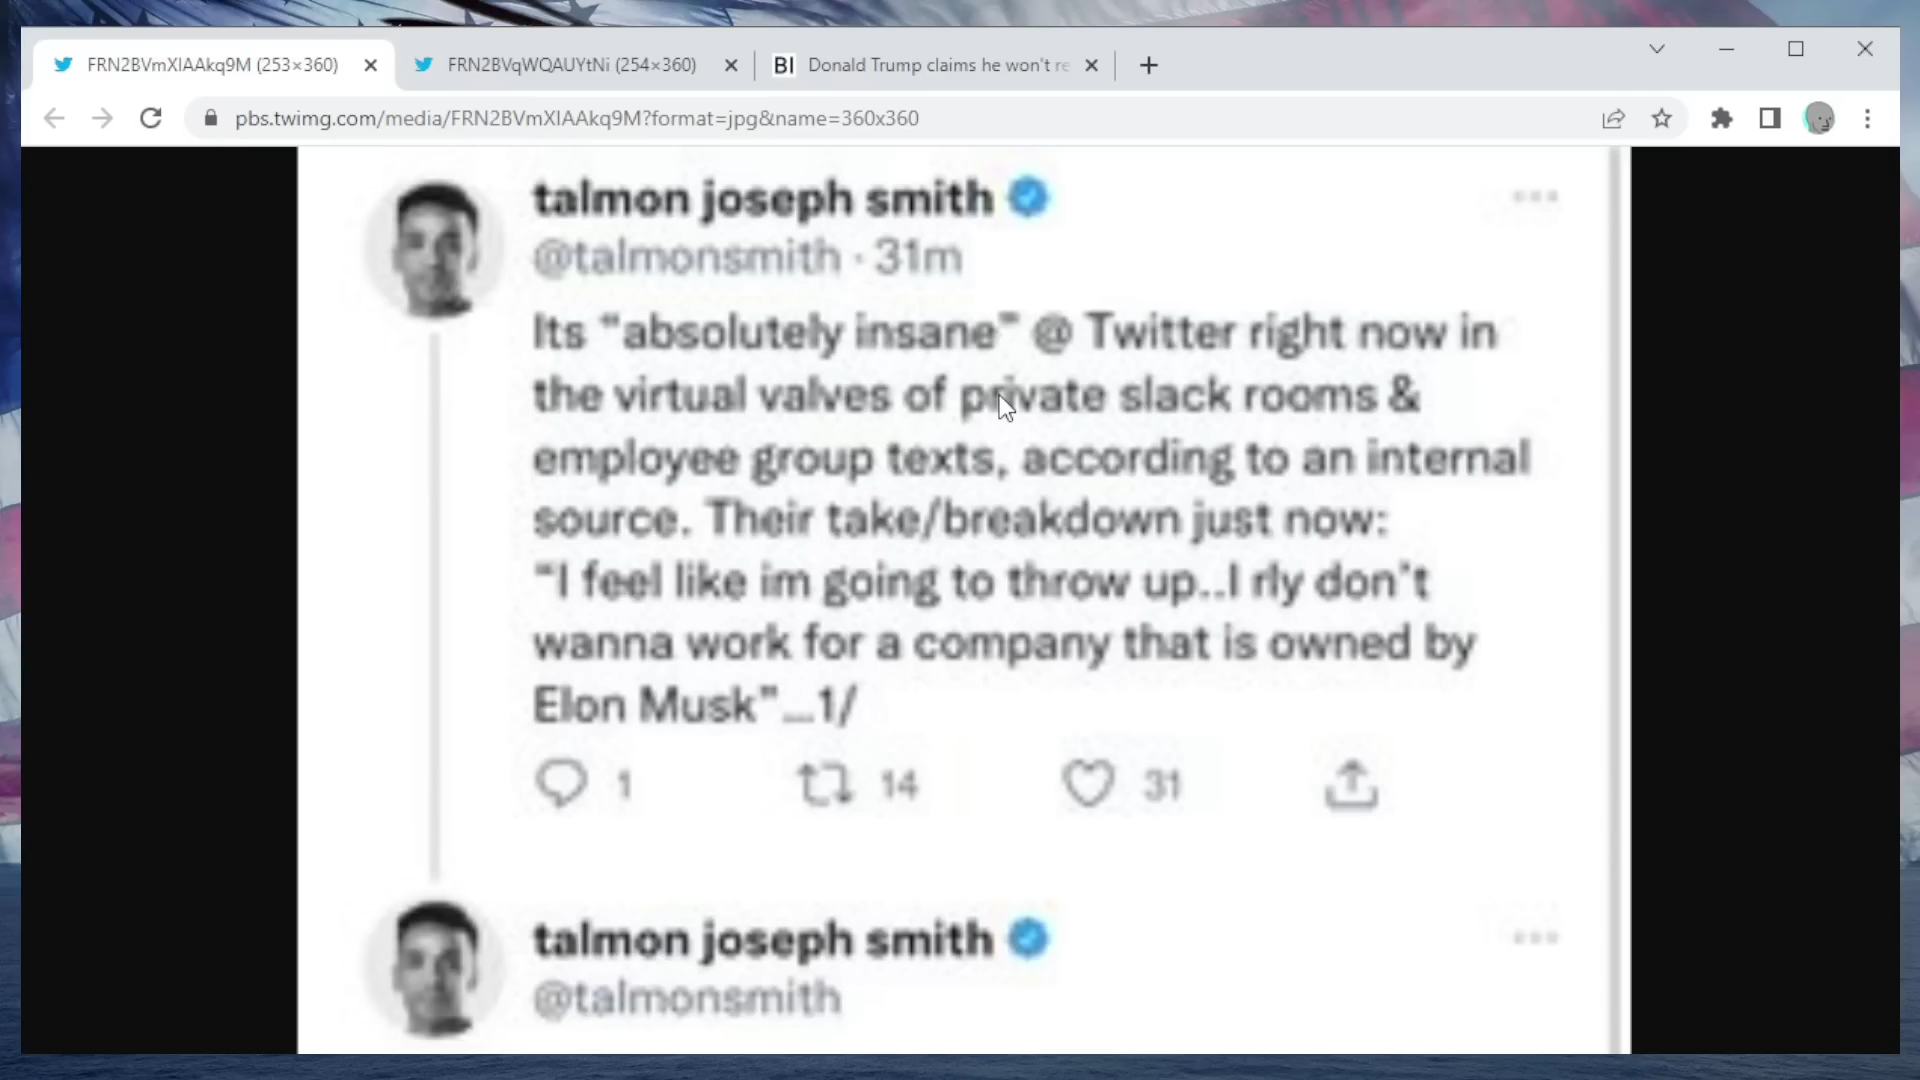 FRN2BVmXIAAkq9M (253×360)
FRN2BVqWQAUYtNi (254×360)
BI Donald Trump claims he won't re
pbs.twimg.com/media/FRN2BVmXIAAkq9M?format=jpg&name=360x360
talmon joseph smith
@talmonsmith · 31m
Its "absolutely insane" @ Twitter right now in
the virtual valves of private slack rooms &
employee group texts, according to an internal
source. Their take/breakdown just now:
"I feel like im going to throw up..I rly don't
wanna work for a company that is owned by
Elon Musk"...1/
1 14 31
talmon joseph smith
@talmonsmith